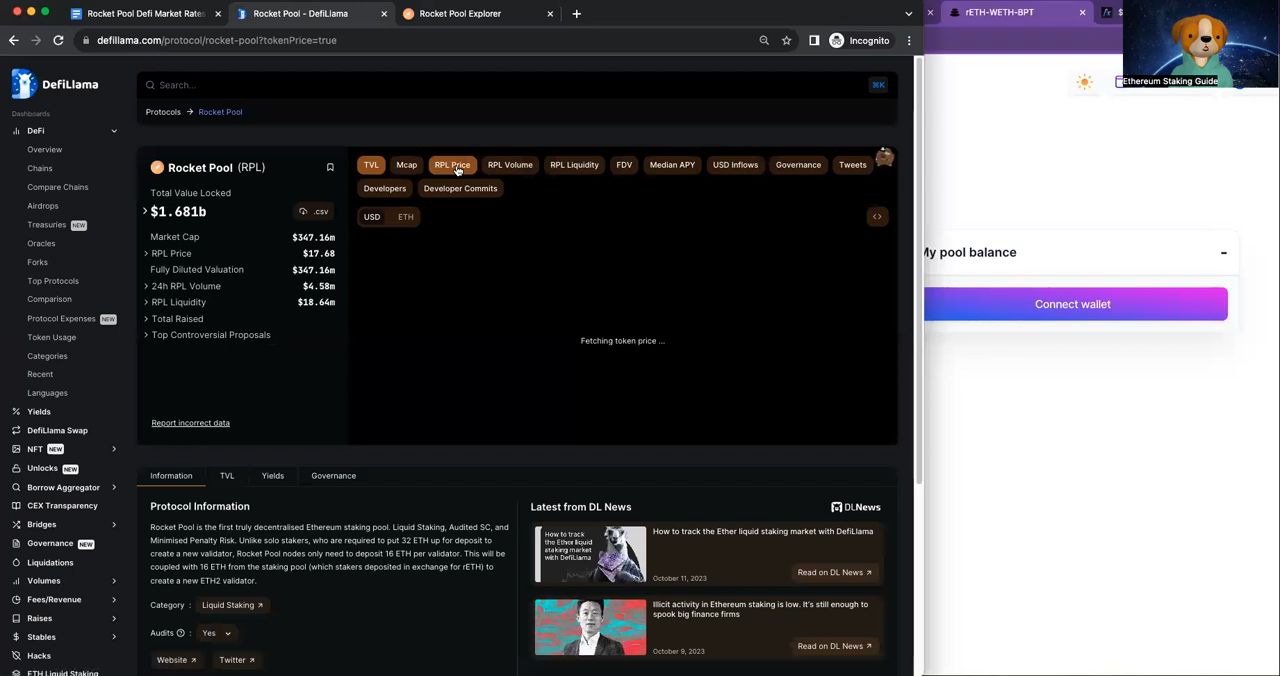 Rocket Pool Defi Market Rates
Rocket Pool - DefiLlama
Rocket Pool Explorer
rETH-WETH-BPT
defillama.com/protocol/rocket-pool?tokenPrice=true
Incognito
Ethereum Staking Guide
DefiLlama
Search...
⌘K
Dashboards
DeFi
Overview
Chains
Compare Chains
Airdrops
Treasuries NEW
Oracles
Forks
Top Protocols
Comparison
Protocol Expenses NEW
Token Usage
Categories
Recent
Languages
Yields
DefiLlama Swap
NFT NEW
Unlocks NEW
Borrow Aggregator
CEX Transparency
Bridges
Governance NEW
Liquidations
Volumes
Fees/Revenue
Raises
Stables
Hacks
ETH Liquid Staking
Protocols → Rocket Pool
Rocket Pool (RPL)
Total Value Locked
$1.681b
.csv
Market Cap $347.16m
RPL Price $17.68
Fully Diluted Valuation $347.16m
24h RPL Volume $4.58m
RPL Liquidity $18.64m
Total Raised
Top Controversial Proposals
Report incorrect data
TVL Mcap RPL Price RPL Volume RPL Liquidity FDV Median APY USD Inflows Governance Tweets
Developers Developer Commits
USD ETH
Fetching token price ...
Information TVL Yields Governance
Protocol Information
Rocket Pool is the first truly decentralised Ethereum staking pool. Liquid Staking, Audited SC, and
Minimised Penalty Risk. Unlike solo stakers, who are required to put 32 ETH up for deposit to
create a new validator, Rocket Pool nodes only need to deposit 16 ETH per validator. This will be
coupled with 16 ETH from the staking pool (which stakers deposited in exchange for rETH) to
create a new ETH2 validator.
Category : Liquid Staking
Audits : Yes
Website Twitter
Latest from DL News
DLNews
How to track
the Ether liquid
staking market
with DefiLlama
How to track the Ether liquid staking market with DefiLlama
October 11, 2023
Read on DL News
Illicit activity in Ethereum staking is low. It's still enough to
spook big finance firms
October 9, 2023
Read on DL News
My pool balance -
Connect wallet